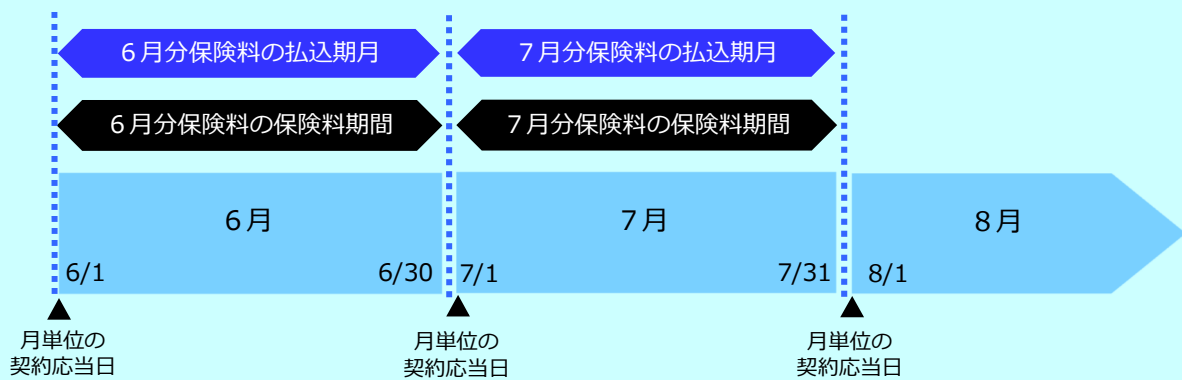 ６月分保険料の払込期月
７月分保険料の払込期月
６月分保険料の保険料期間
７月分保険料の保険料期間
６月
７月
８月
6/1
6/30
7/1
7/31
8/1
▲
▲
▲
月単位の
契約応当日
月単位の
契約応当日
月単位の
契約応当日